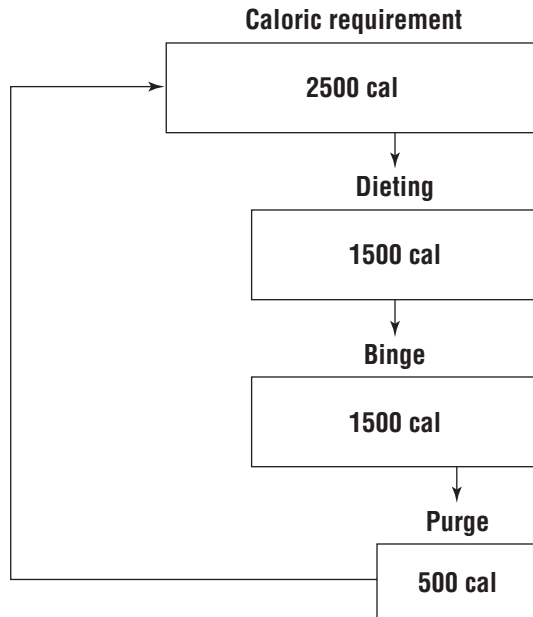 Caloric requirement
2500 cal
Dieting
1500 cal
Binge
1500 cal
Purge
500 cal